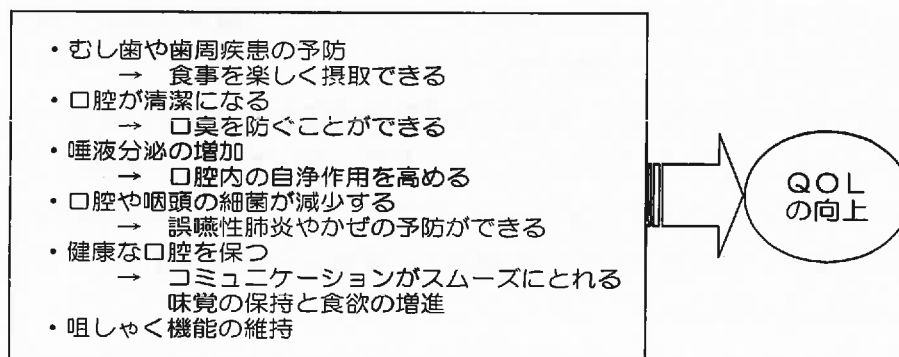 ・むし歯や歯周疾患の予防
→ 食事を楽しく摂取できる
・口腔が清潔になる
→ 口臭を防ぐことができる
・唾液分泌の増加
→ 口腔内の自浄作用を高める
・口腔や咽頭の細菌が減少する
→ 誤嚥性肺炎やかぜの予防ができる
・健康な口腔を保つ
→ コミュニケーションがスムーズにとれる
味覚の保持と食欲の増進
・咀しゃく機能の維持
QOL
の向上